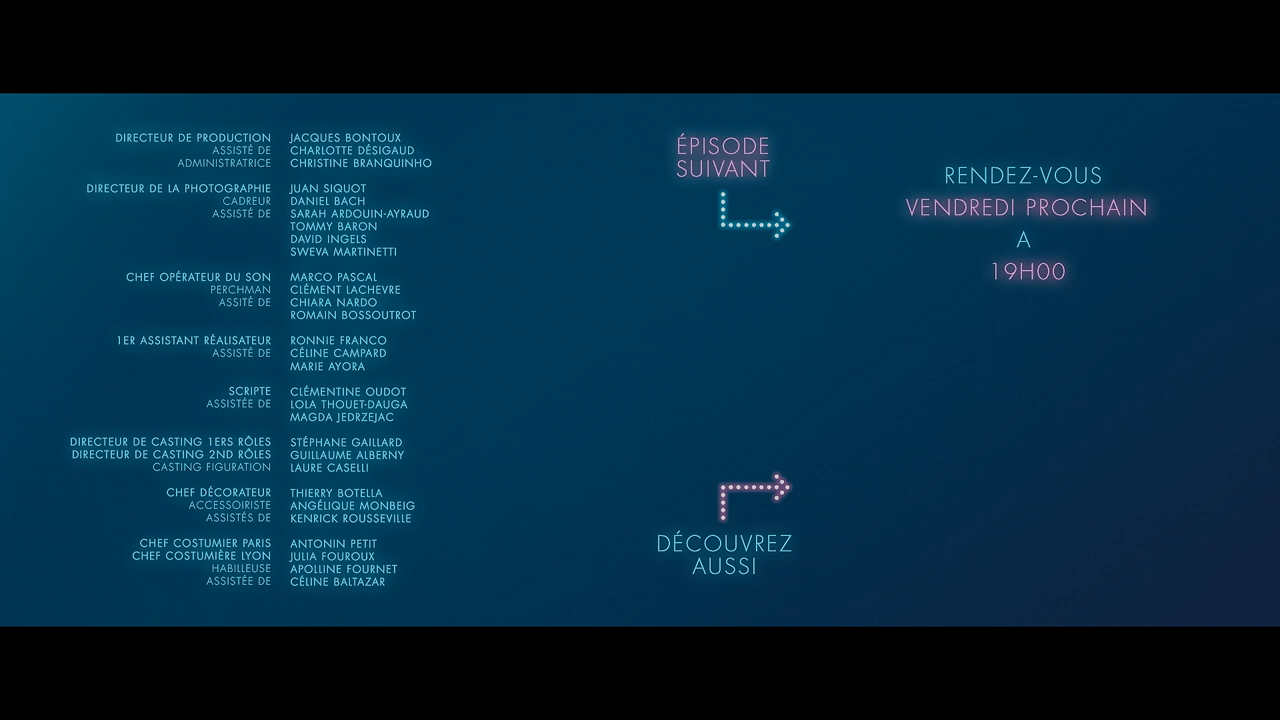 DIRECTEUR DE PRODUCTION JACQUES BONTOUX
ASSISTÉ DE CHARLOTTE DÉSIGAUD
ADMINISTRATRICE CHRISTINE BRANQUINHO
DIRECTEUR DE LA PHOTOGRAPHIE JUAN SIQUOT
CADREUR DANIEL BACH
ASSISTÉ DE SARAH ARDOUIN-AYRAUD
TOMMY BARON
DAVID INGELS
SWEVA MARTINETTI
CHEF OPÉRATEUR DU SON MARCO PASCAL
PERCHMAN CLÉMENT LACHEVRE
ASSITÉ DE CHIARA NARDO
ROMAIN BOSSOUTROT
1ER ASSISTANT RÉALISATEUR RONNIE FRANCO
ASSISTÉ DE CÉLINE CAMPARD
MARIE AYORA
SCRIPTE CLÉMENTINE OUDOT
ASSISTÉE DE LOLA THOUET-DAUGA
MAGDA JEDRZEJAC
DIRECTEUR DE CASTING 1ERS RÔLES STÉPHANE GAILLARD
DIRECTEUR DE CASTING 2ND RÔLES GUILLAUME ALBERNY
CASTING FIGURATION LAURE CASELLI
CHEF DÉCORATEUR THIERRY BOTELLA
ACCESSOIRISTE ANGÉLIQUE MONBEIG
ASSISTÉS DE KENRICK ROUSSEVILLE
CHEF COSTUMIER PARIS ANTONIN PETIT
CHEF COSTUMIÈRE LYON JULIA FOUROUX
HABILLEUSE APOLLINE FOURNET
ASSISTÉE DE CÉLINE BALTAZAR
ÉPISODE
SUIVANT
RENDEZ-VOUS
VENDREDI PROCHAIN
A
19H00
DÉCOUVREZ
AUSSI